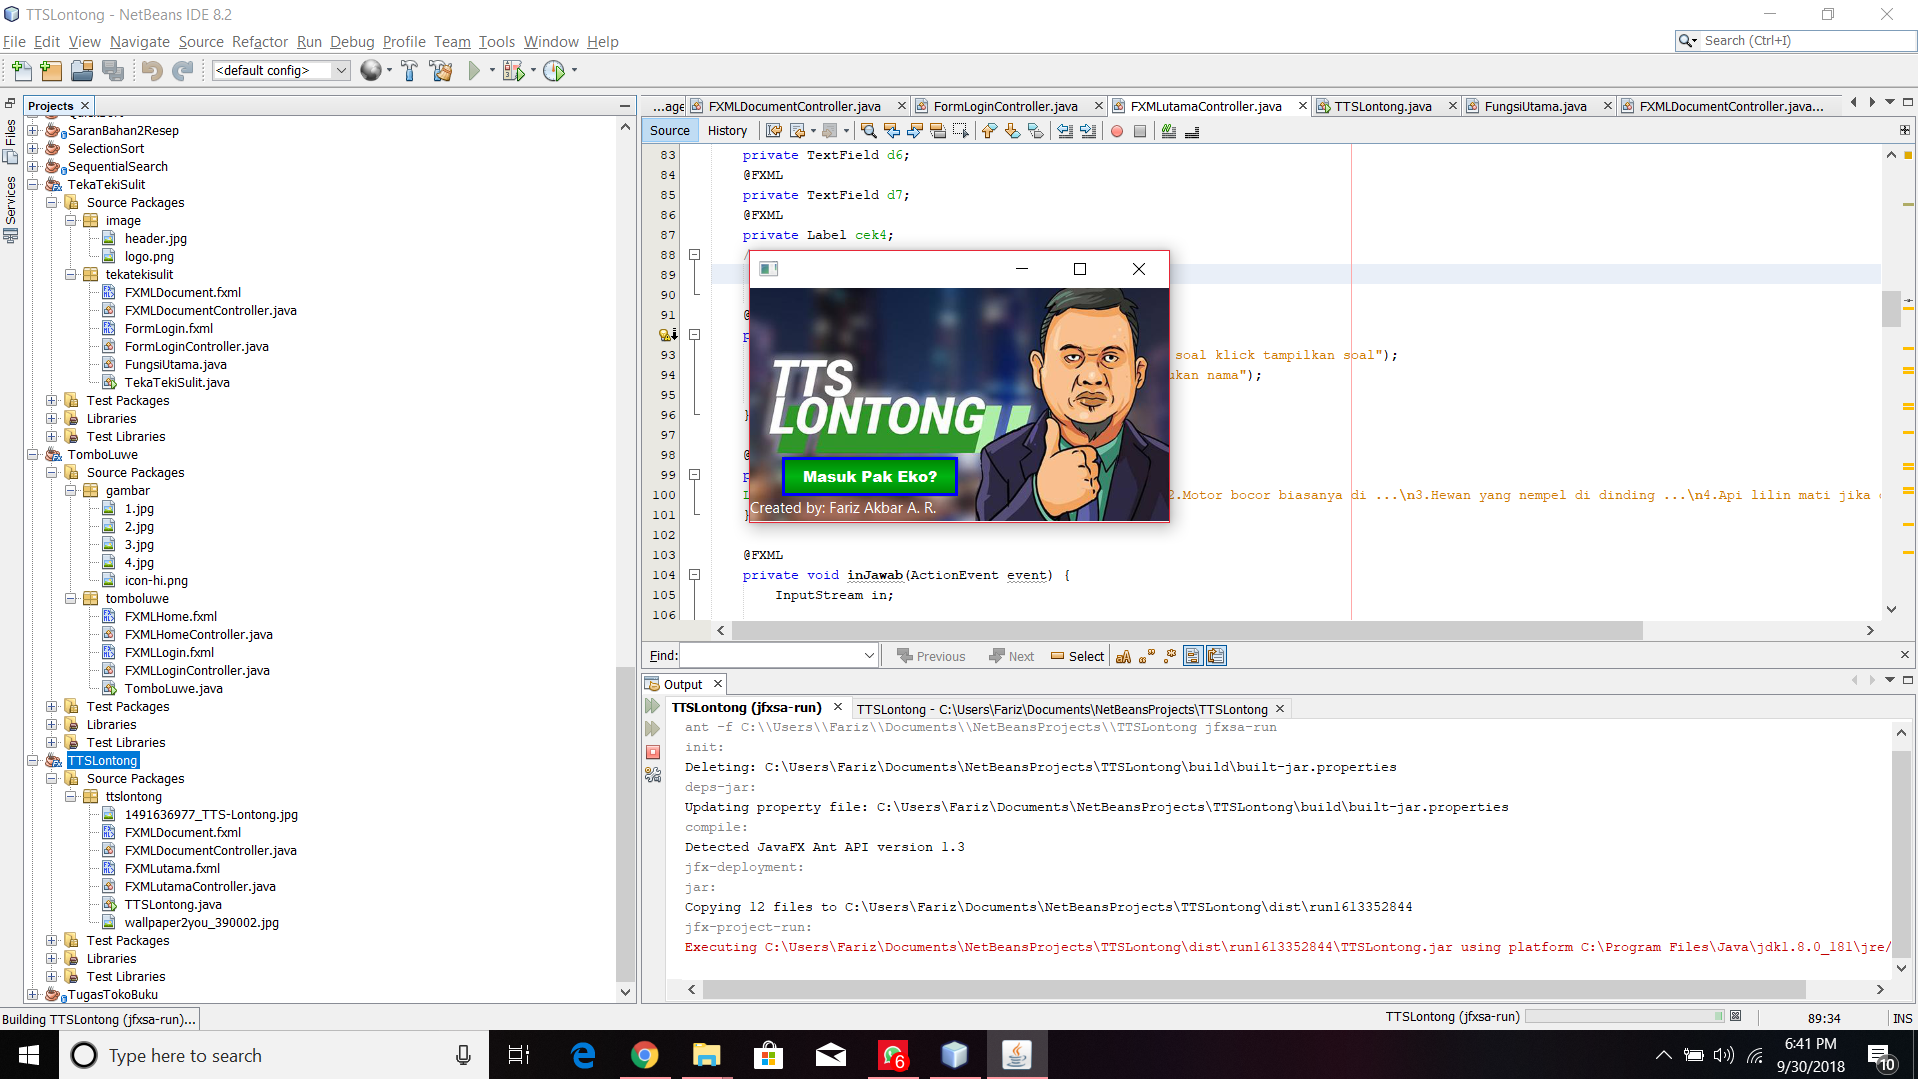 TTSLontong - NetBeans IDE 8.2
File Edit View Navigate Source Refactor Run Debug Profile Team Tools Window Help
Search (Ctrl+I)
<default config>
Files
Services
Projects
SaranBahan2Resep
SelectionSort
SequentialSearch
TekaTekiSulit
Source Packages
image
header.jpg
logo.png
tekatekisulit
FXMLDocument.fxml
FXMLDocumentController.java
FormLogin.fxml
FormLoginController.java
FungsiUtama.java
TekaTekiSulit.java
Test Packages
Libraries
Test Libraries
TomboLuwe
Source Packages
gambar
1.jpg
2.jpg
3.jpg
4.jpg
icon-hi.png
tomboluwe
FXMLHome.fxml
FXMLHomeController.java
FXMLLogin.fxml
FXMLLoginController.java
TomboLuwe.java
Test Packages
Libraries
Test Libraries
TTSLontong
Source Packages
ttslontong
1491636977_TTS-Lontong.jpg
FXMLDocument.fxml
FXMLDocumentController.java
FXMLutama.fxml
FXMLutamaController.java
TTSLontong.java
wallpaper2you_390002.jpg
Test Packages
Libraries
Test Libraries
TugasTokoBuku
...age FXMLDocumentController.java FormLoginController.java FXMLutamaController.java TTSLontong.java FungsiUtama.java FXMLDocumentController.java...
Source History
83 private TextField d6;
84 @FXML
85 private TextField d7;
86 @FXML
87 private Label cek4;
88 /
89
90
91 @
p
93 soal klick tampilkan soal");
94 ukan nama");
95
96 }
97
98 @
99 p
100 L 2.Motor bocor biasanya di ...\n3.Hewan yang nempel di dinding ...\n4.Api lilin mati jika
101 }
102
103 @FXML
104 private void inJawab(ActionEvent event) {
105 InputStream in;
106
TTS
LONTONG
Masuk Pak Eko?
Created by: Fariz Akbar A. R.
Find: Previous Next Select
Output
TTSLontong (jfxsa-run) TTSLontong - C:\Users\Fariz\Documents\NetBeansProjects\TTSLontong
ant -f C:\\Users\\Fariz\\Documents\\NetBeansProjects\\TTSLontong jfxsa-run
init:
Deleting: C:\Users\Fariz\Documents\NetBeansProjects\TTSLontong\build\built-jar.properties
deps-jar:
Updating property file: C:\Users\Fariz\Documents\NetBeansProjects\TTSLontong\build\built-jar.properties
compile:
Detected JavaFX Ant API version 1.3
jfx-deployment:
jar:
Copying 12 files to C:\Users\Fariz\Documents\NetBeansProjects\TTSLontong\dist\run1613352844
jfx-project-run:
Executing C:\Users\Fariz\Documents\NetBeansProjects\TTSLontong\dist\run1613352844\TTSLontong.jar using platform C:\Program Files\Java\jdk1.8.0_181\jre/
Building TTSLontong (jfxsa-run)...
TTSLontong (jfxsa-run) 89:34 INS
Type here to search
6
6:41 PM
9/30/2018
10